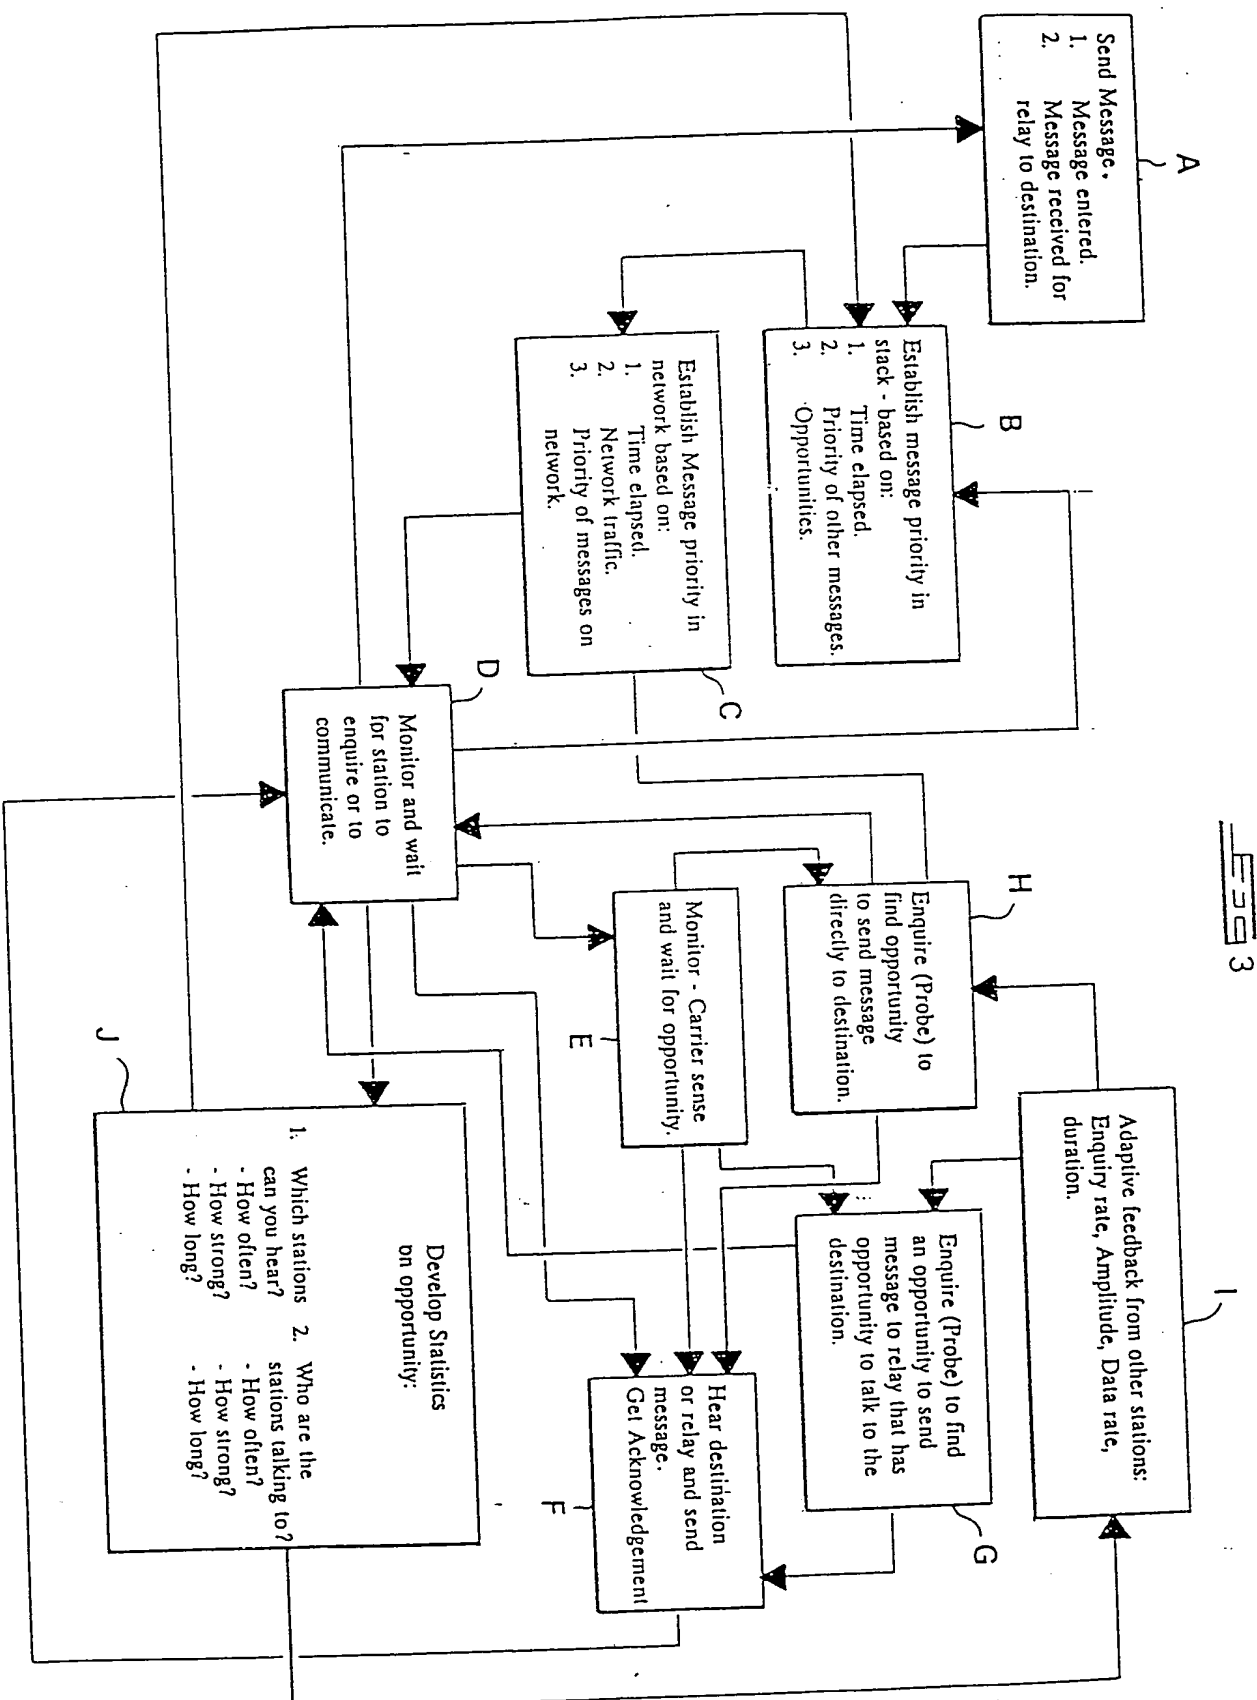 Fig 3
A
Send Message.
1. Message entered.
2. Message received for
relay to destination.
B
Establish message priority in
stack - based on:
1. Time elapsed.
2. Priority of other messages.
3. Opportunities.
Establish Message priority in
network based on:
1. Time elapsed.
2. Network traffic.
3. Priority of messages on
network.
C
D
Monitor and wait
for station to
enquire or to
communicate.
H
Enquire (Probe) to
find opportunity
to send message
directly to destination.
Monitor - Carrier sense
and wait for opportunity.
E
I
Adaptive feedback from other stations:
Enquiry rate, Amplitude, Data rate,
duration.
Enquire (Probe) to find
an opportunity to send
message to relay that has
opportunity to talk to the
destination.
G
Hear destination
or relay and send
message.
Get Acknowledgement
F
J
Develop Statistics
on opportunity:
1. Which stations
can you hear?
- How often?
- How strong?
- How long?
2. Who are the
stations talking to?
- How often?
- How strong?
- How long?